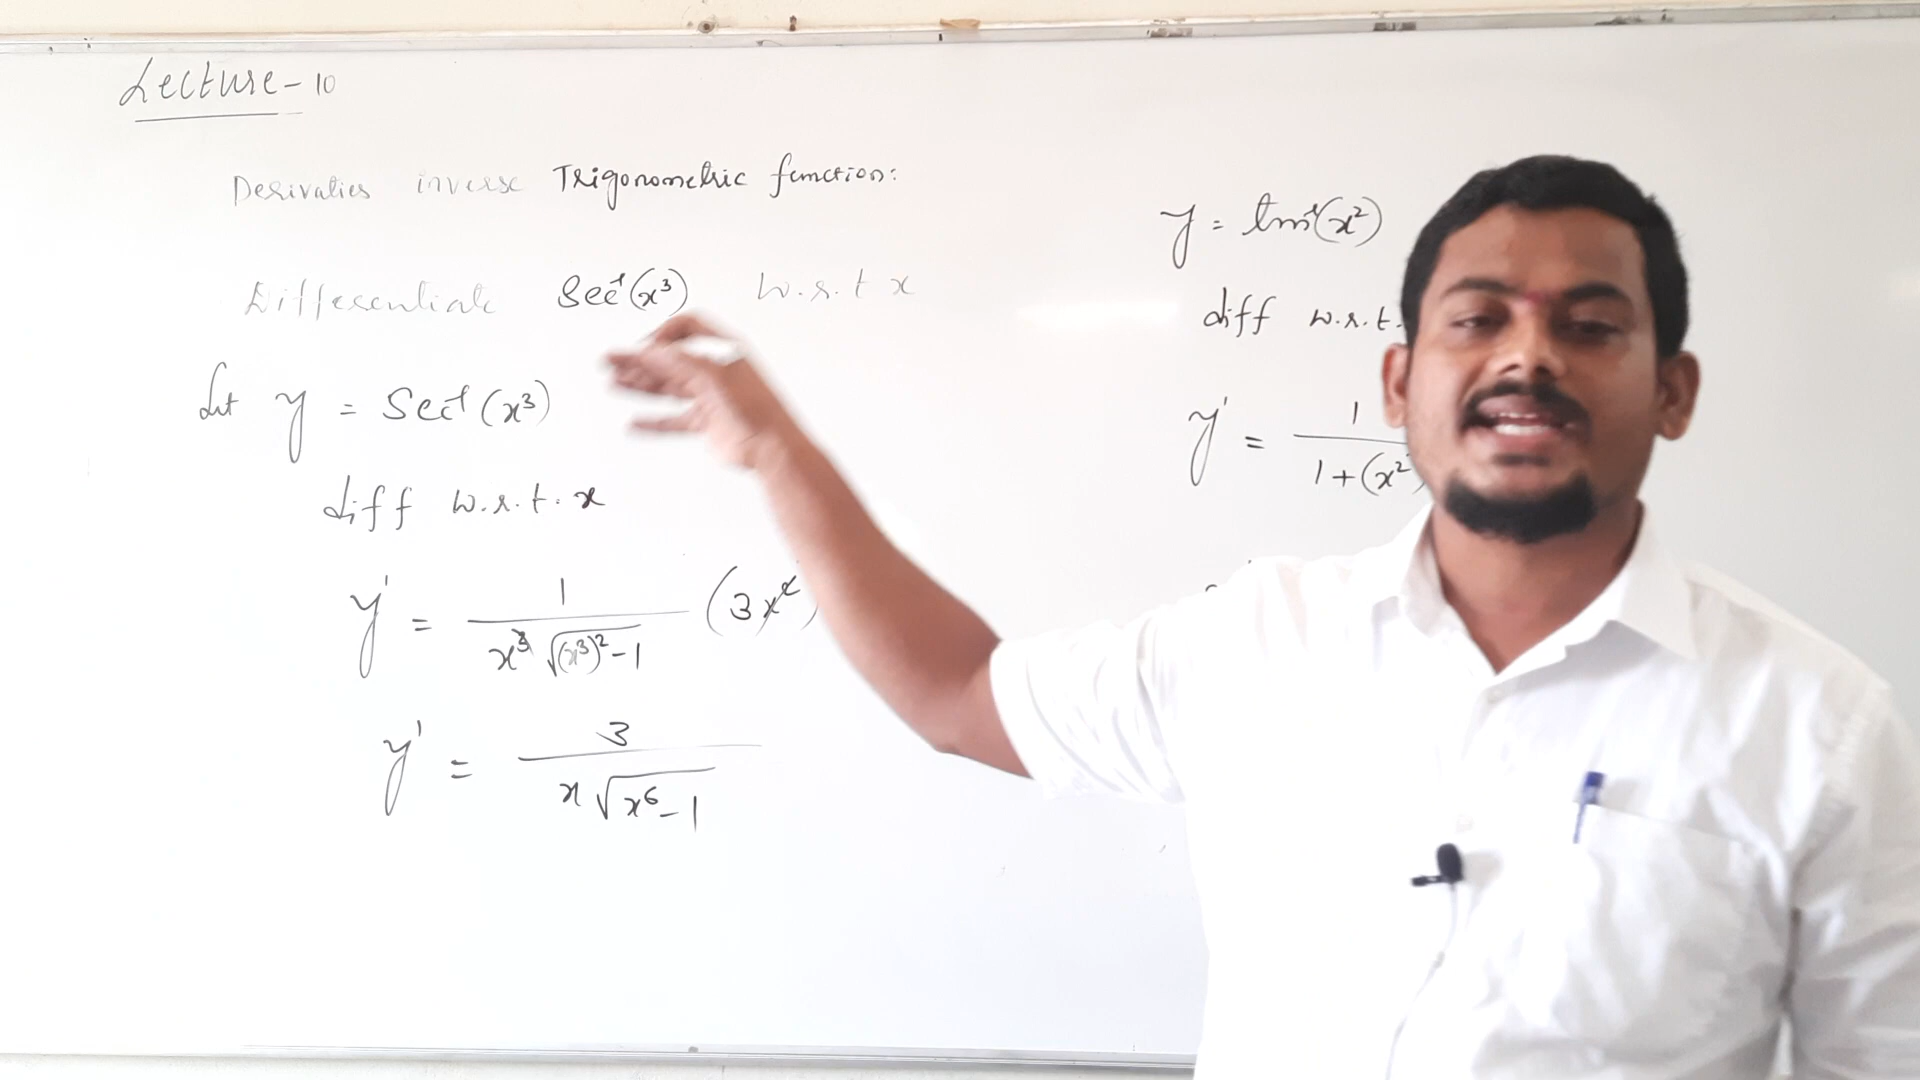 Lecture - 10
Derivaties inverse Trigonometric function:
Differentiate Sec⁻¹(x³) w.r.t x
Let y = Sec⁻¹(x³)
diff w.r.t. x
y' = 1 / (x³ √((x³)² - 1)) (3x²)
y' = 3 / (x √(x⁶ - 1))
y = tan⁻¹(x²)
diff w.r.t.
y' = 1 / (1 + (x²